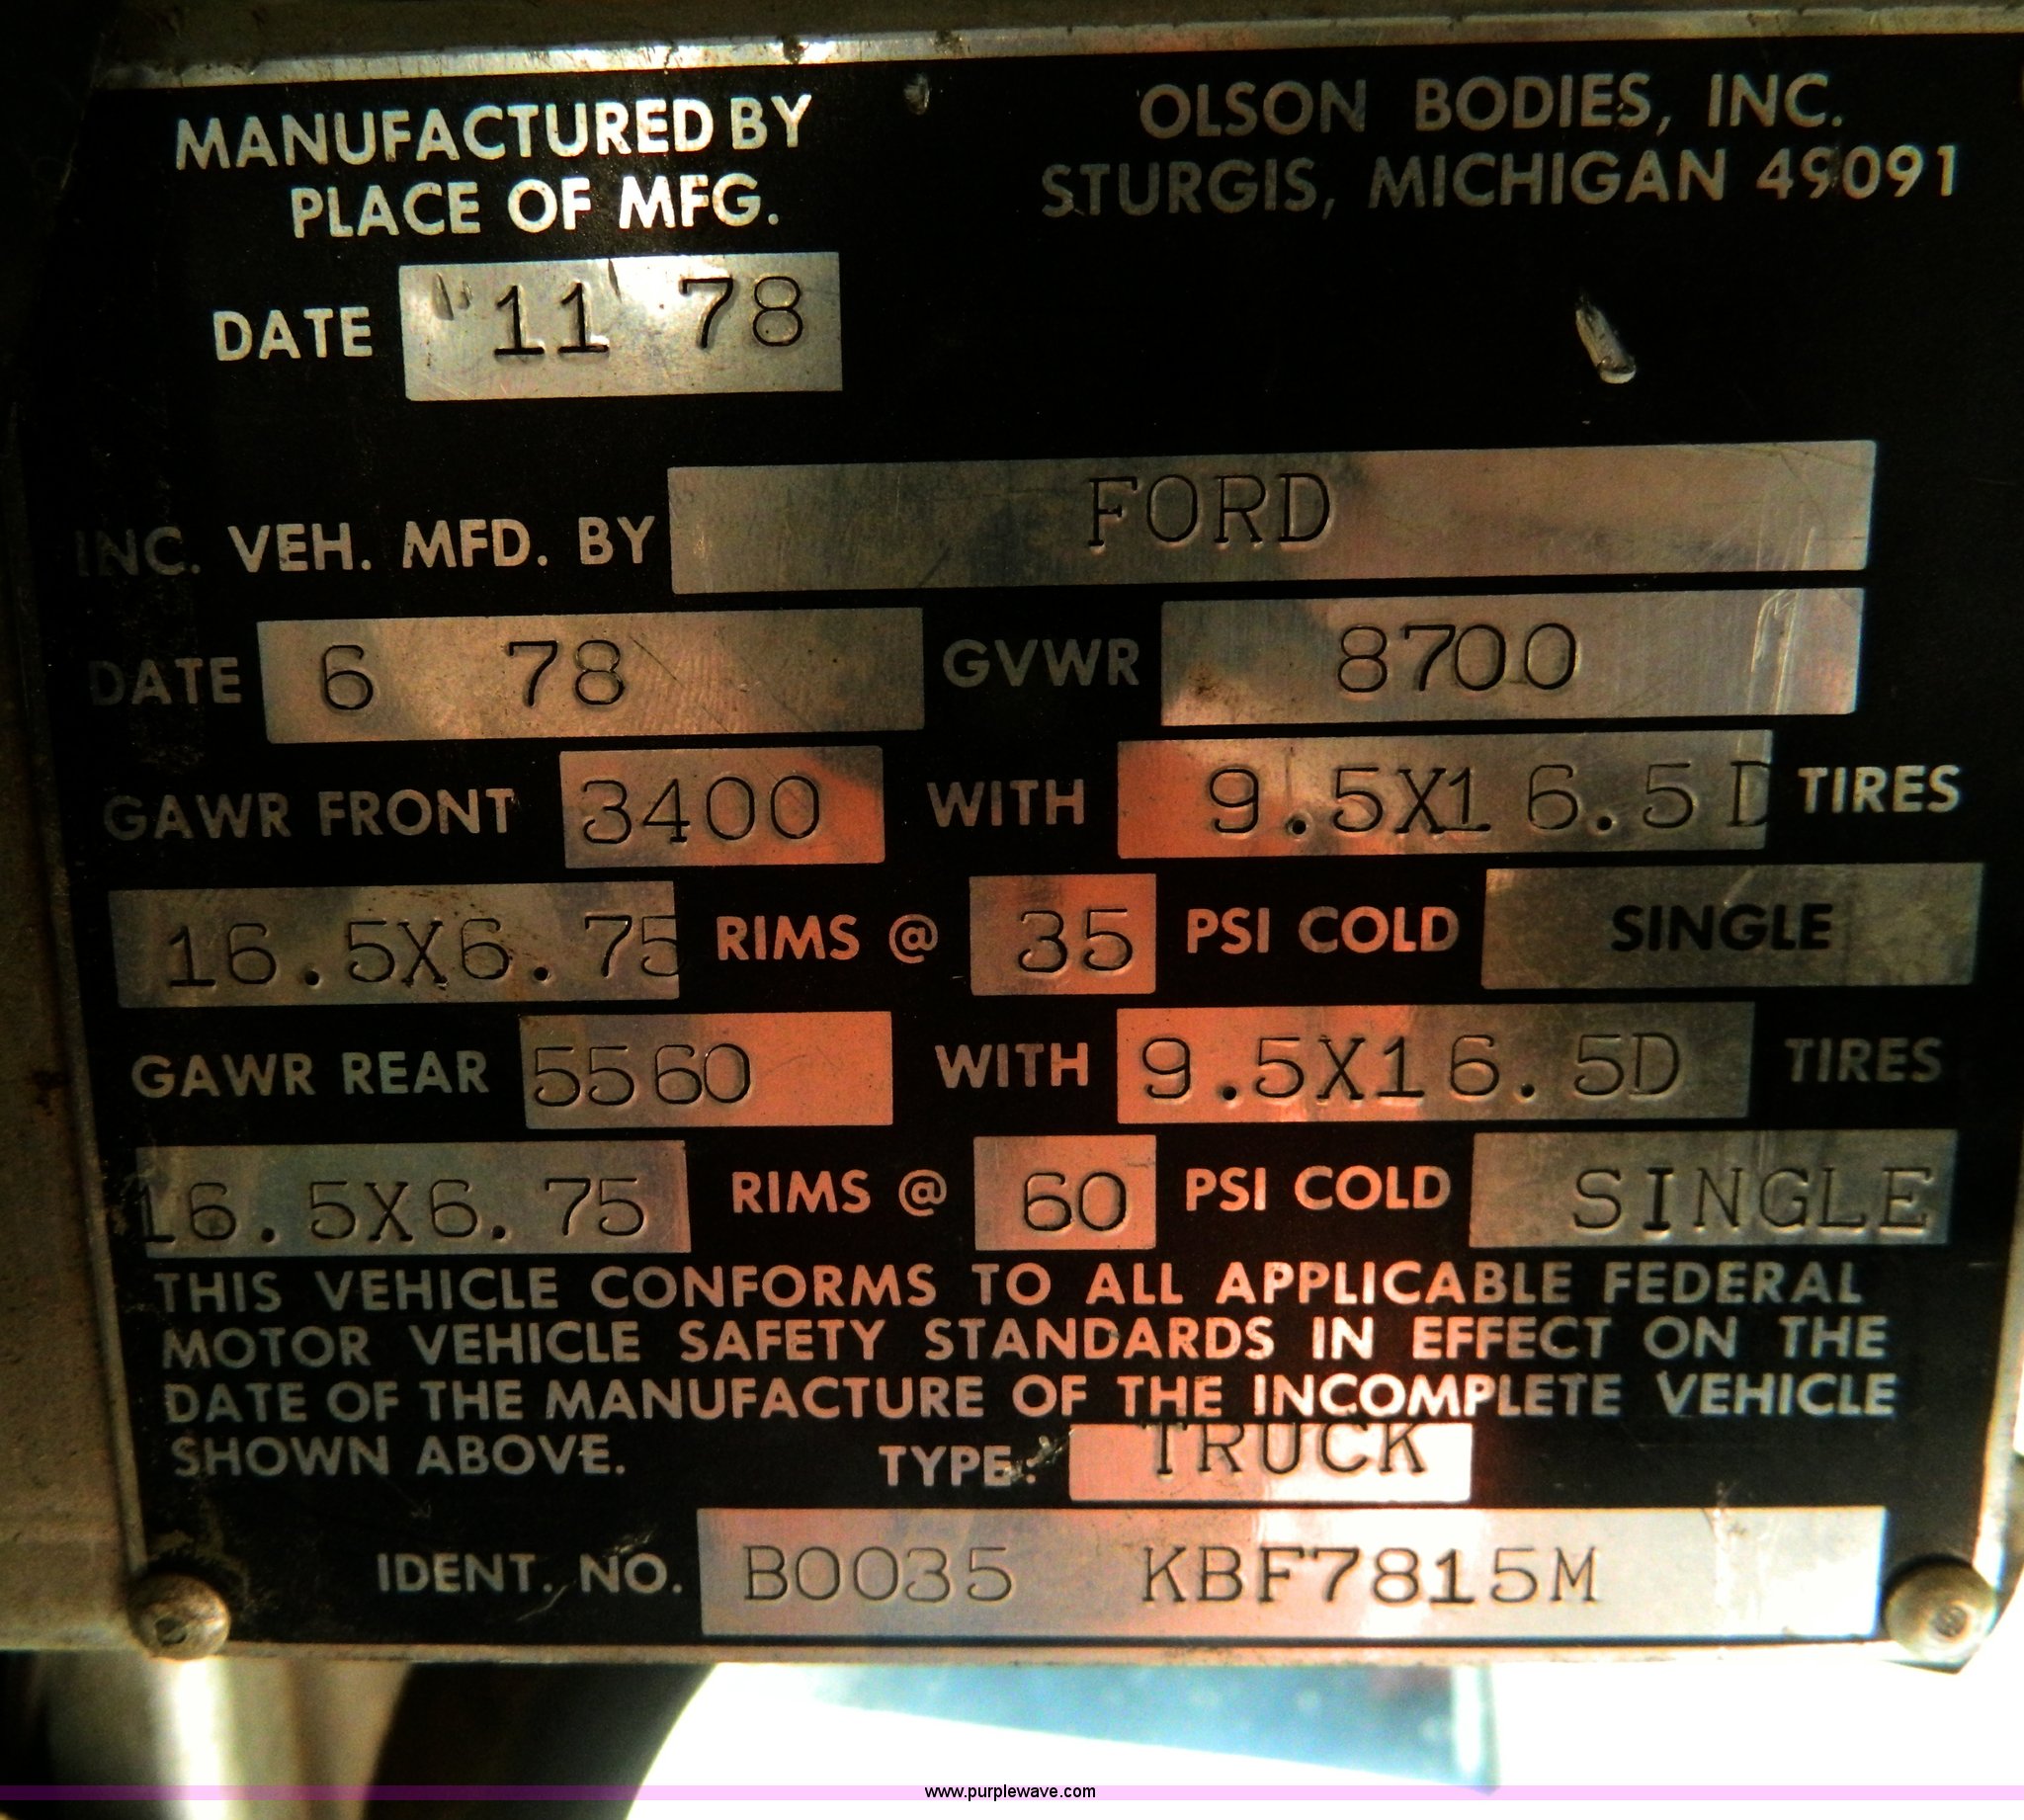 MANUFACTURED BY OLSON BODIES, INC.
PLACE OF MFG. STURGIS, MICHIGAN 49091
DATE 11 78
INC. VEH. MFD. BY FORD
DATE 6 78 GVWR 8700
GAWR FRONT 3400 WITH 9.5X16.5D TIRES
16.5X6.75 RIMS @ 35 PSI COLD SINGLE
GAWR REAR 5560 WITH 9.5X16.5D TIRES
16.5X6.75 RIMS @ 60 PSI COLD SINGLE
THIS VEHICLE CONFORMS TO ALL APPLICABLE FEDERAL
MOTOR VEHICLE SAFETY STANDARDS IN EFFECT ON THE
DATE OF THE MANUFACTURE OF THE INCOMPLETE VEHICLE
SHOWN ABOVE. TYPE: TRUCK
IDENT. NO. B0035 KBF7815M
www.purplewave.com